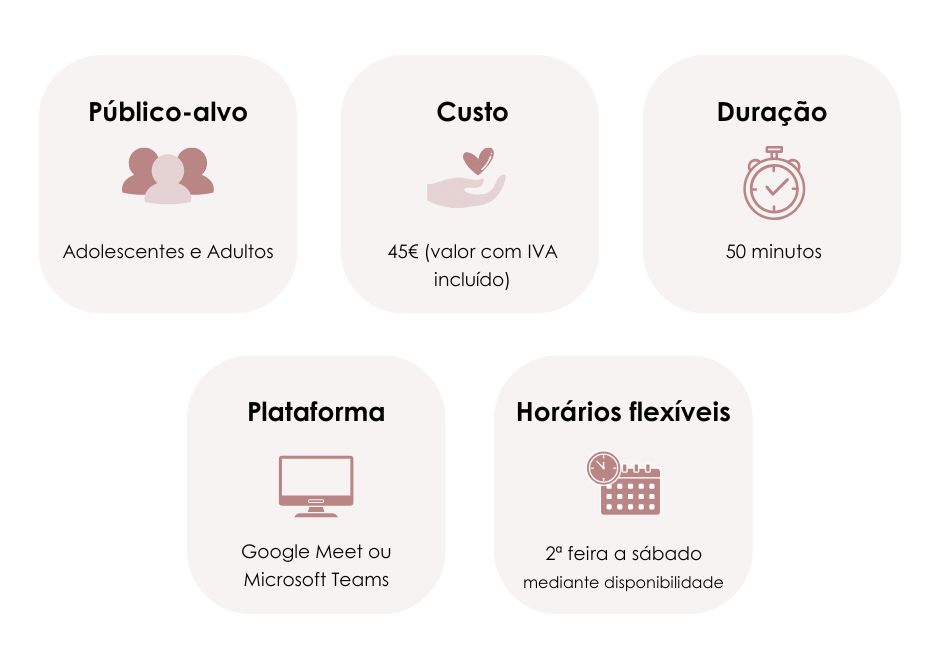 Público-alvo
Adolescentes e Adultos
Custo
45€ (valor com IVA
incluído)
Duração
50 minutos
Plataforma
Google Meet ou
Microsoft Teams
Horários flexíveis
2ª feira a sábado
mediante disponibilidade